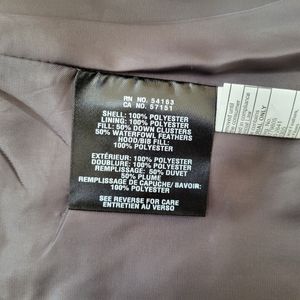 RN NO. 54163
CA NO. 57151
SHELL: 100% POLYESTER
LINING: 100% POLYESTER
FILL: 50% DOWN CLUSTERS
50% WATERFOWL FEATHERS
HOOD/BIB FILL:
100% POLYESTER
EXTÉRIEUR: 100% POLYESTER
DOUBLURE: 100% POLYESTER
REMPLISSAGE: 50% DUVET
50% PLUME
REMPLISSAGE DE CAPUCHE/BAVOIR:
100% POLYESTER
SEE REVERSE FOR CARE
ENTRETIEN AU VERSO